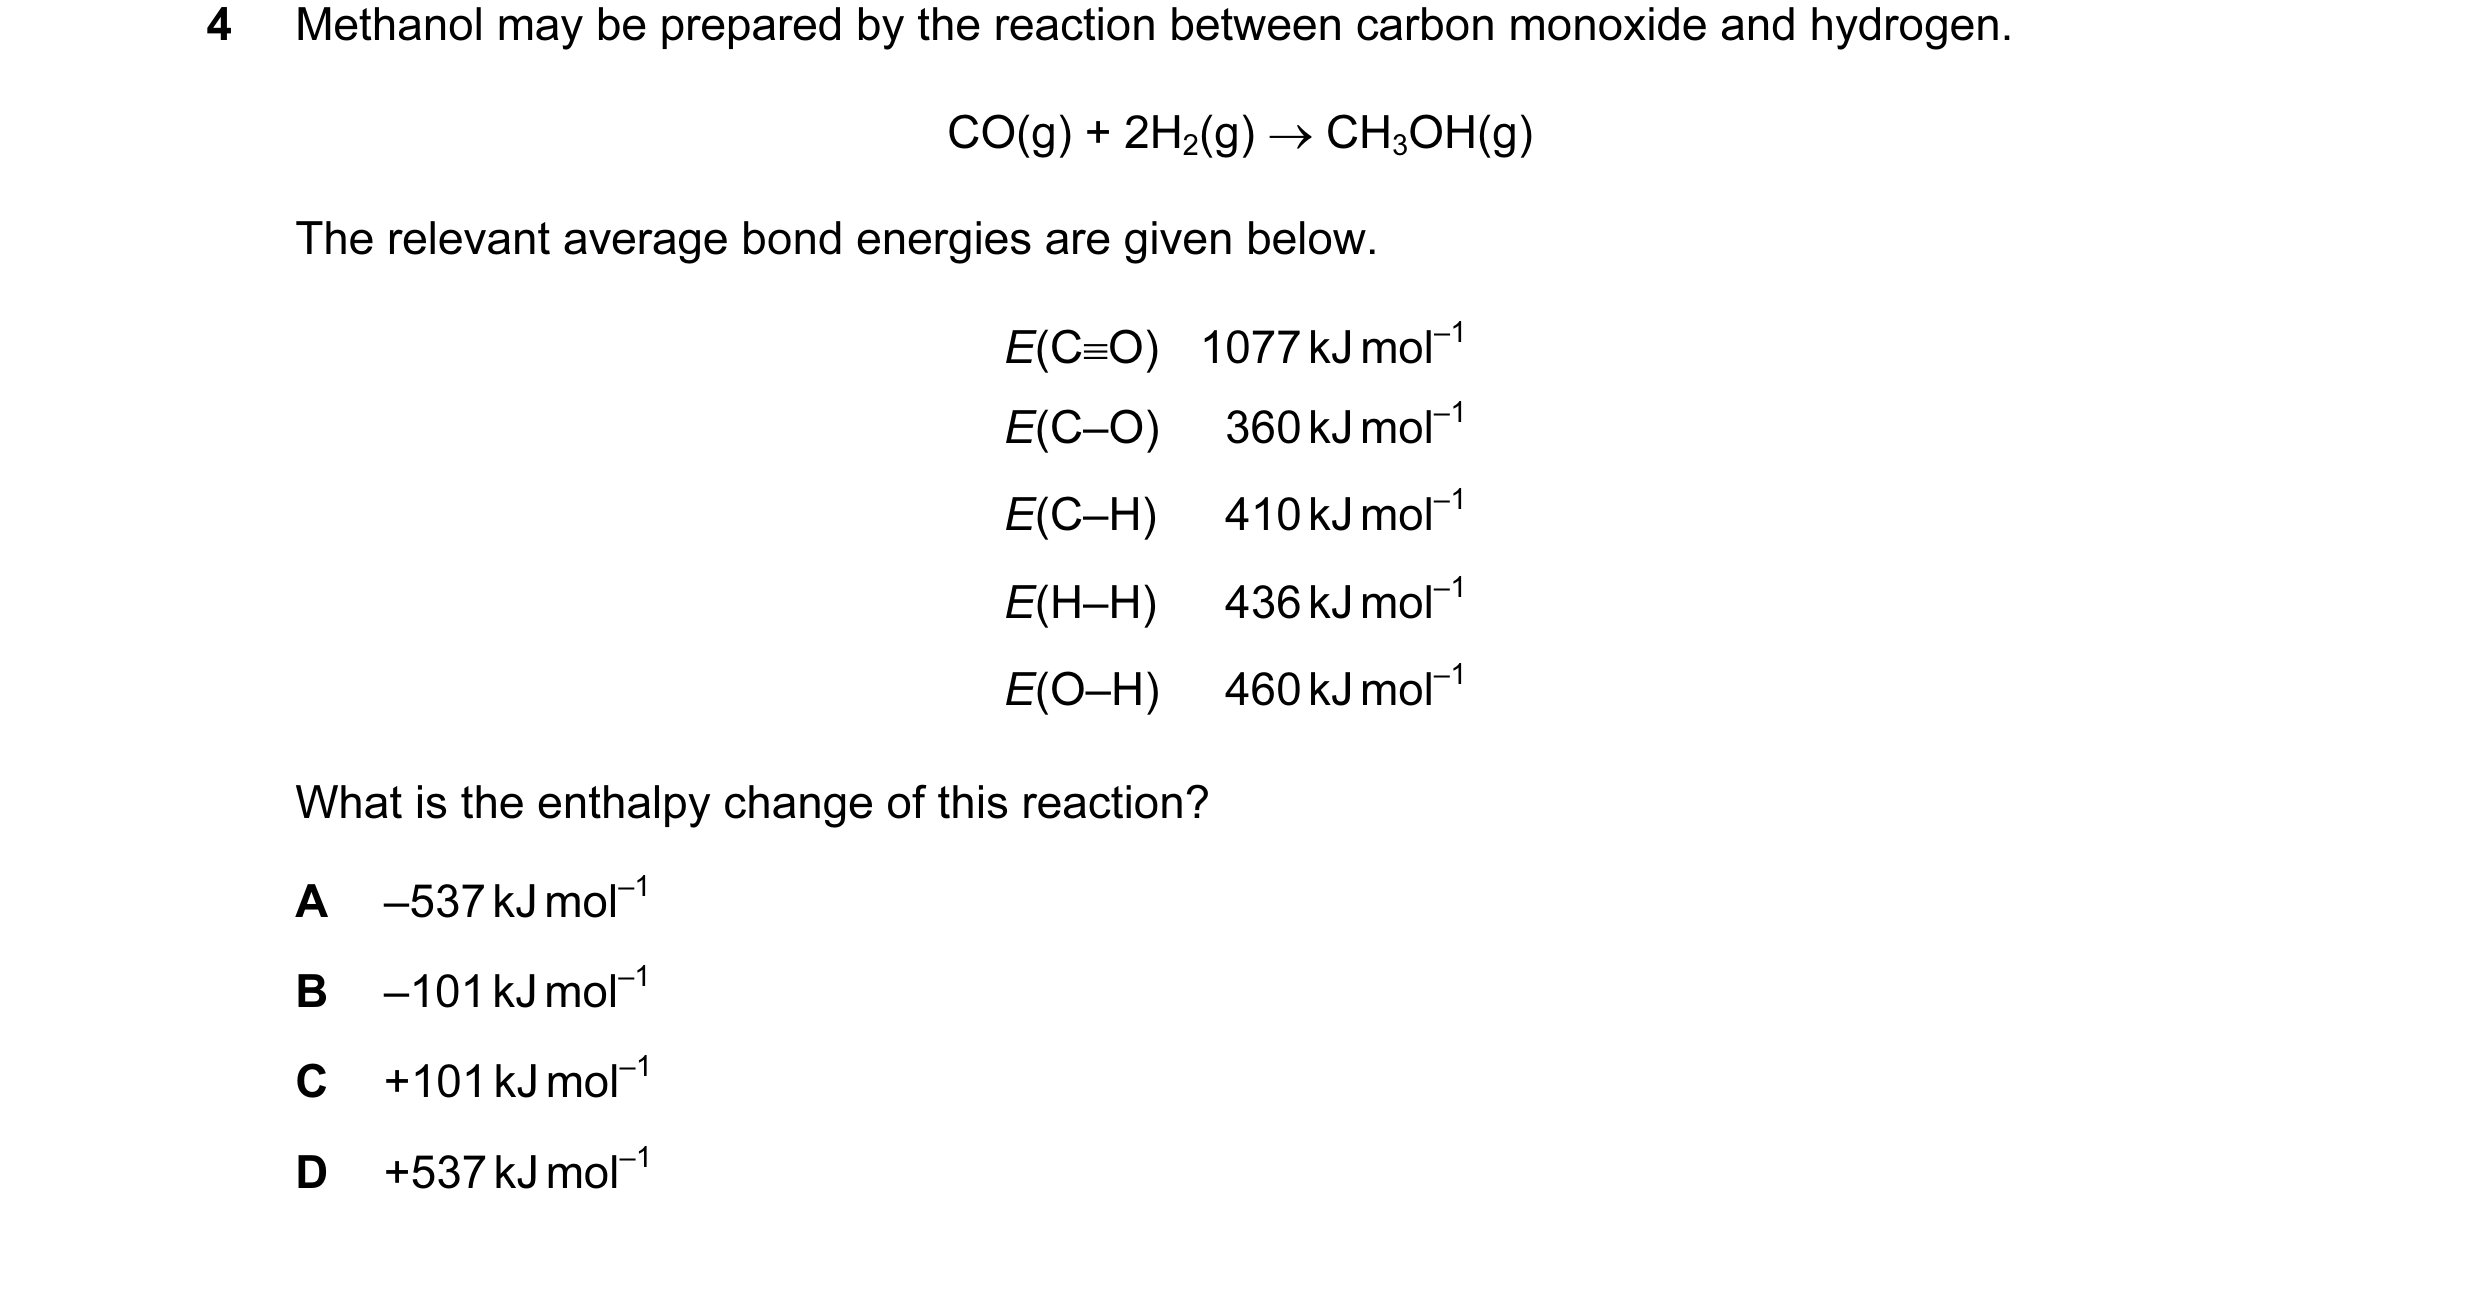 4 Methanol may be prepared by the reaction between carbon monoxide and hydrogen.
CO(g) + 2H₂(g) → CH₃OH(g)
The relevant average bond energies are given below.
E(C≡O) 1077 kJ mol⁻¹
E(C–O) 360 kJ mol⁻¹
E(C–H) 410 kJ mol⁻¹
E(H–H) 436 kJ mol⁻¹
E(O–H) 460 kJ mol⁻¹
What is the enthalpy change of this reaction?
A –537 kJ mol⁻¹
B –101 kJ mol⁻¹
C +101 kJ mol⁻¹
D +537 kJ mol⁻¹